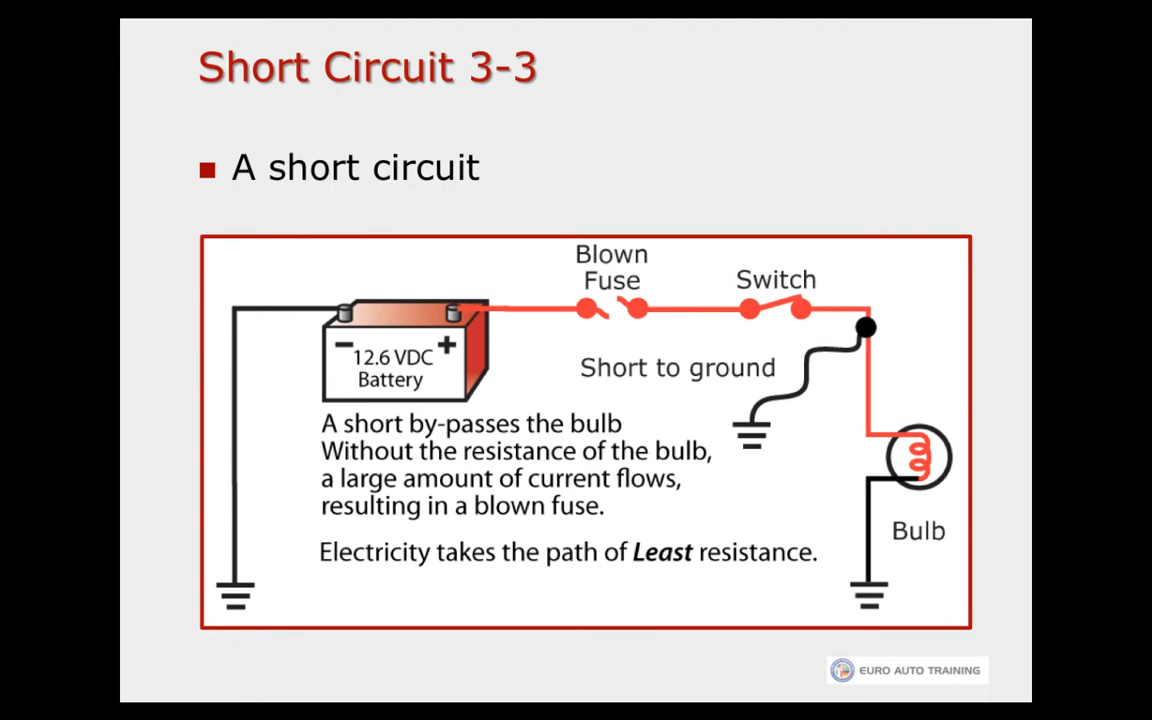 Short Circuit 3-3
A short circuit
Blown
Fuse
Switch
12.6 VDC
Battery
Short to ground
A short by-passes the bulb
Without the resistance of the bulb,
a large amount of current flows,
resulting in a blown fuse.
Electricity takes the path of Least resistance.
Bulb
EURO AUTO TRAINING